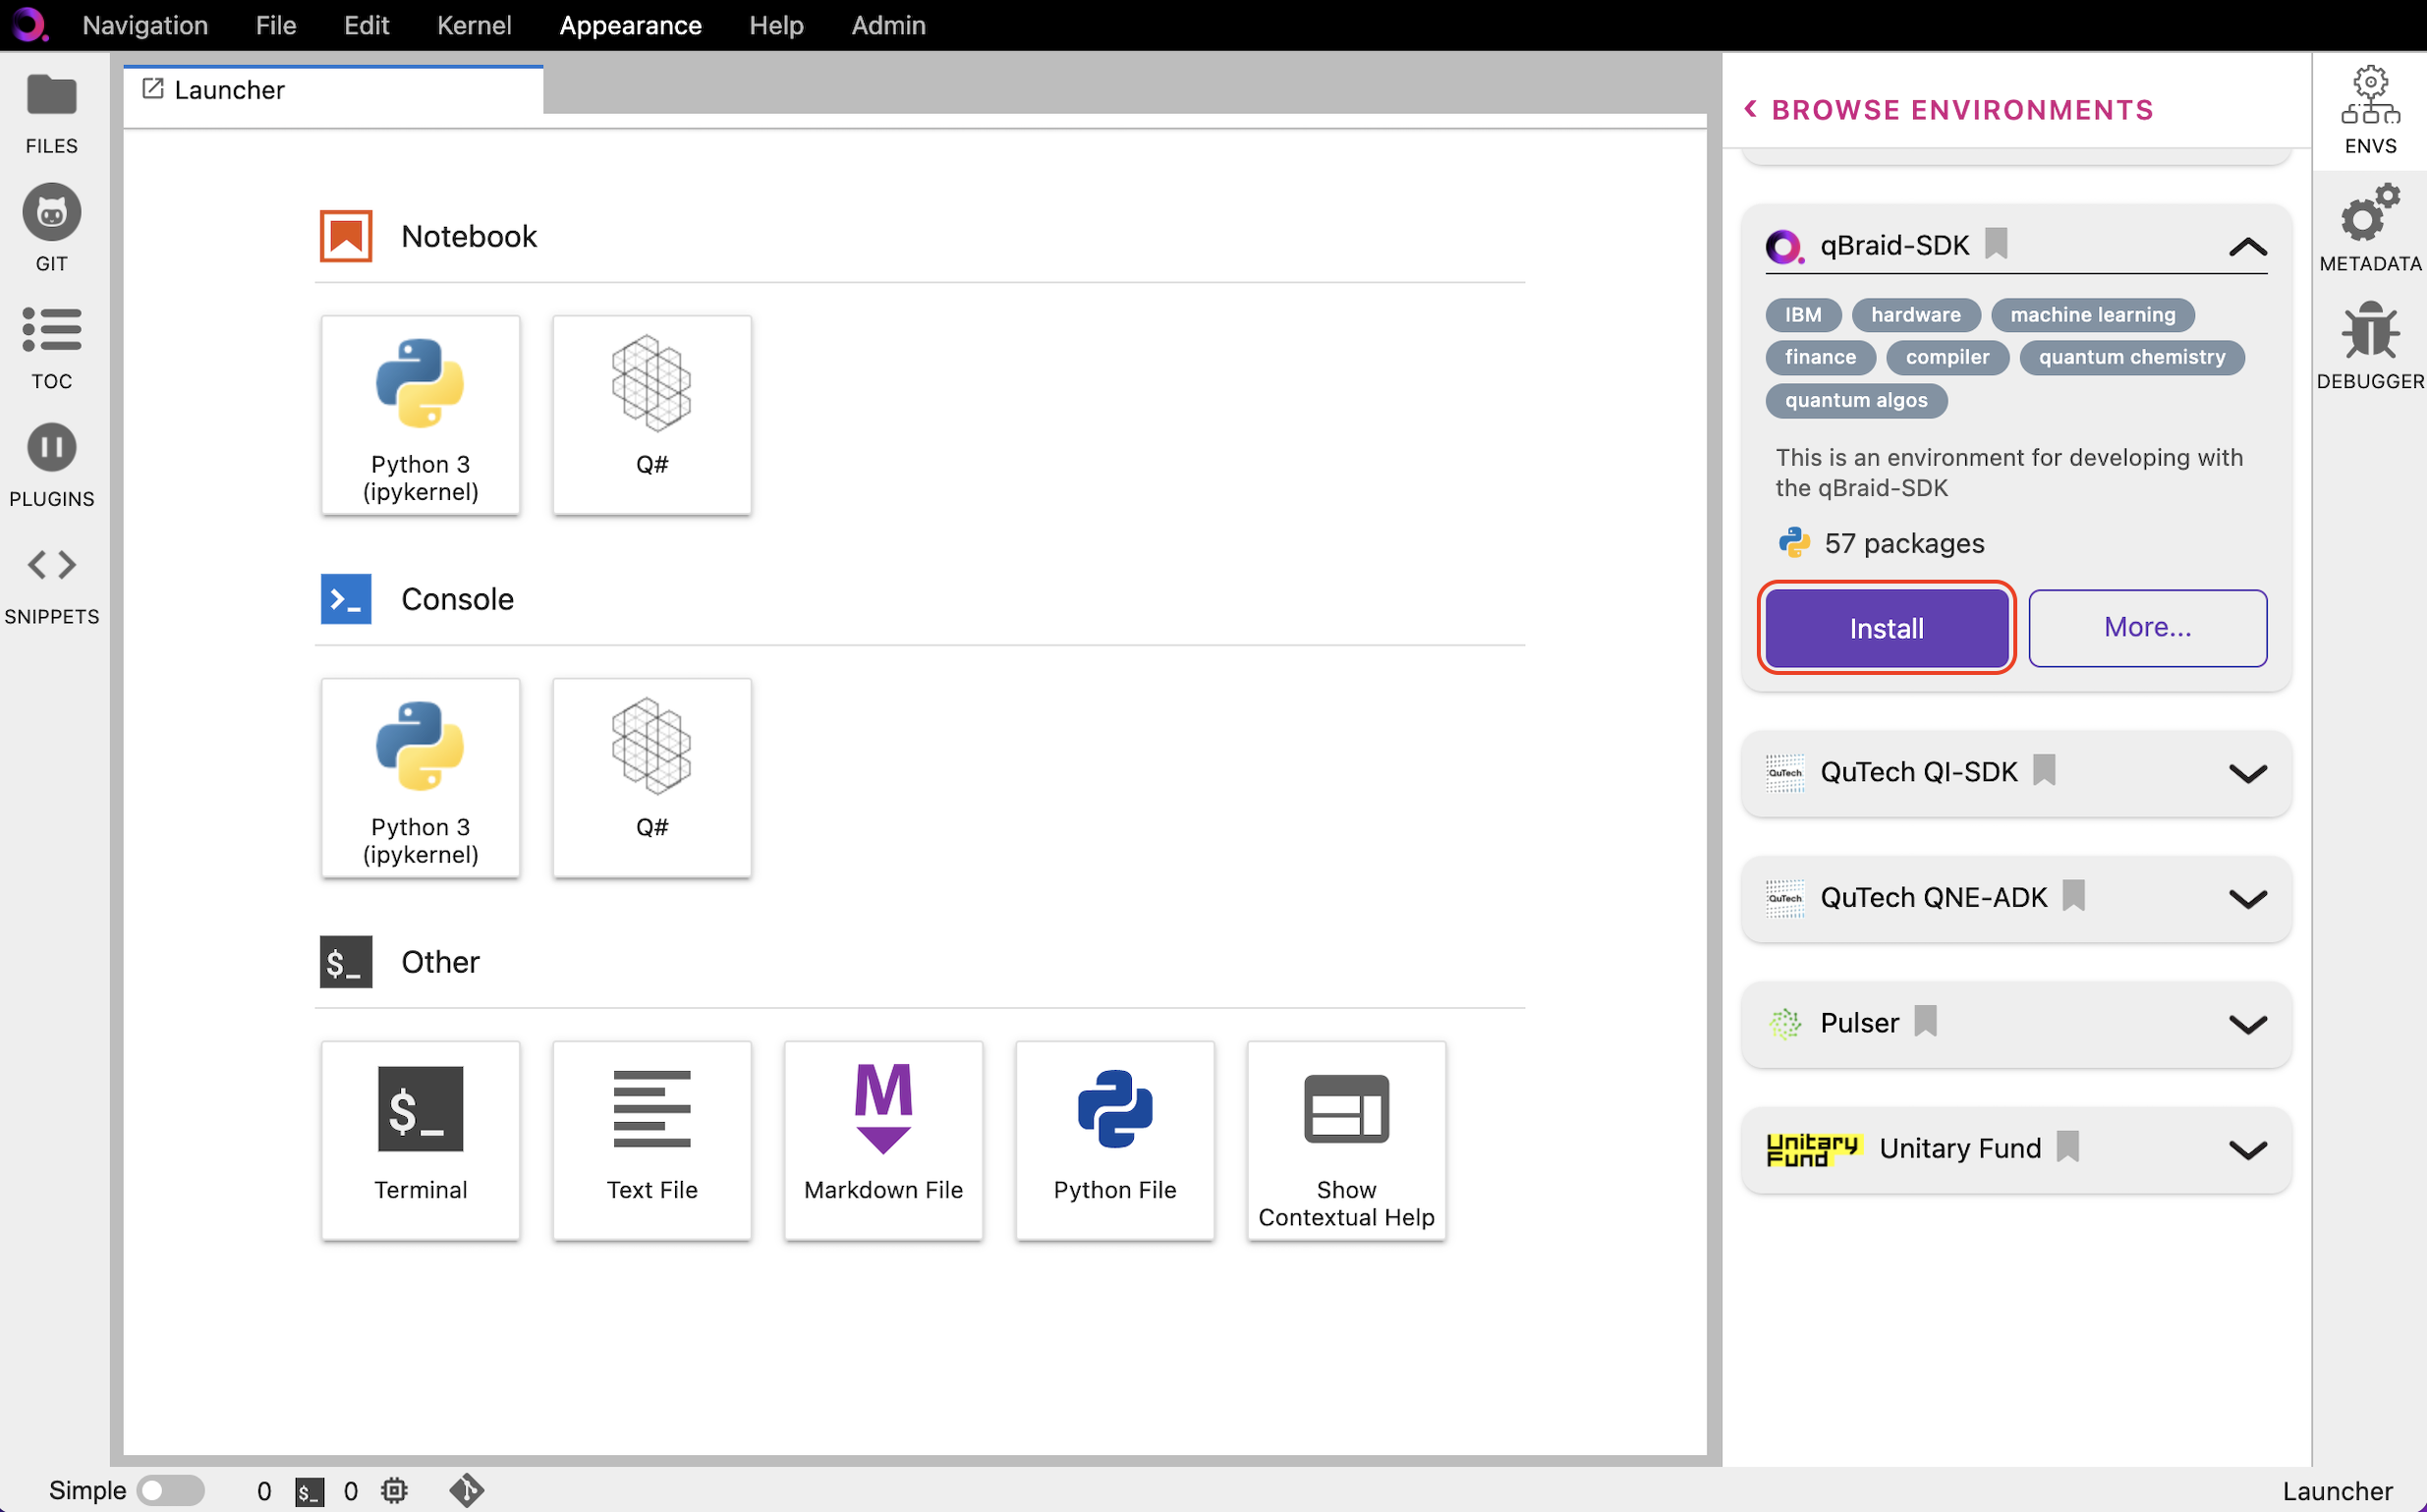 Navigation File Edit Kernel Appearance Help Admin
FILES
GIT
TOC
PLUGINS
SNIPPETS
Launcher
Notebook
Python 3
(ipykernel)
Q#
>_ Console
Python 3
(ipykernel)
Q#
$_ Other
$_
Terminal
Text File
M
Markdown File
Python File
Show
Contextual Help
‹ BROWSE ENVIRONMENTS
qBraid-SDK
IBM hardware machine learning
finance compiler quantum chemistry
quantum algos
This is an environment for developing with
the qBraid-SDK
57 packages
Install More...
QuTech QuTech QI-SDK
QuTech QuTech QNE-ADK
Pulser
Unitary
Fund
Unitary Fund
ENVS
METADATA
DEBUGGER
Simple 0 $_ 0
Launcher